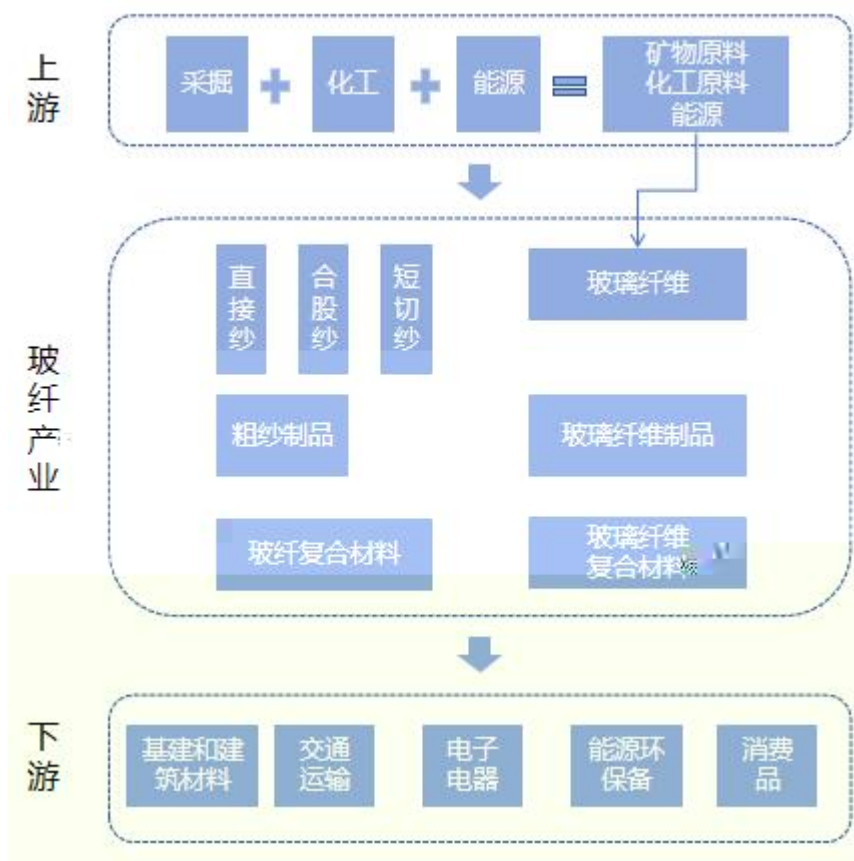 上游
采掘
化工
能源
矿物原料
化工原料
能源
玻纤产业
直接纱
合股纱
短切纱
玻璃纤维
粗纱制品
玻璃纤维制品
玻纤复合材料
玻璃纤维
复合材料
下游
基建和建
筑材料
交通
运输
电子
电器
能源环
保备
消费
品